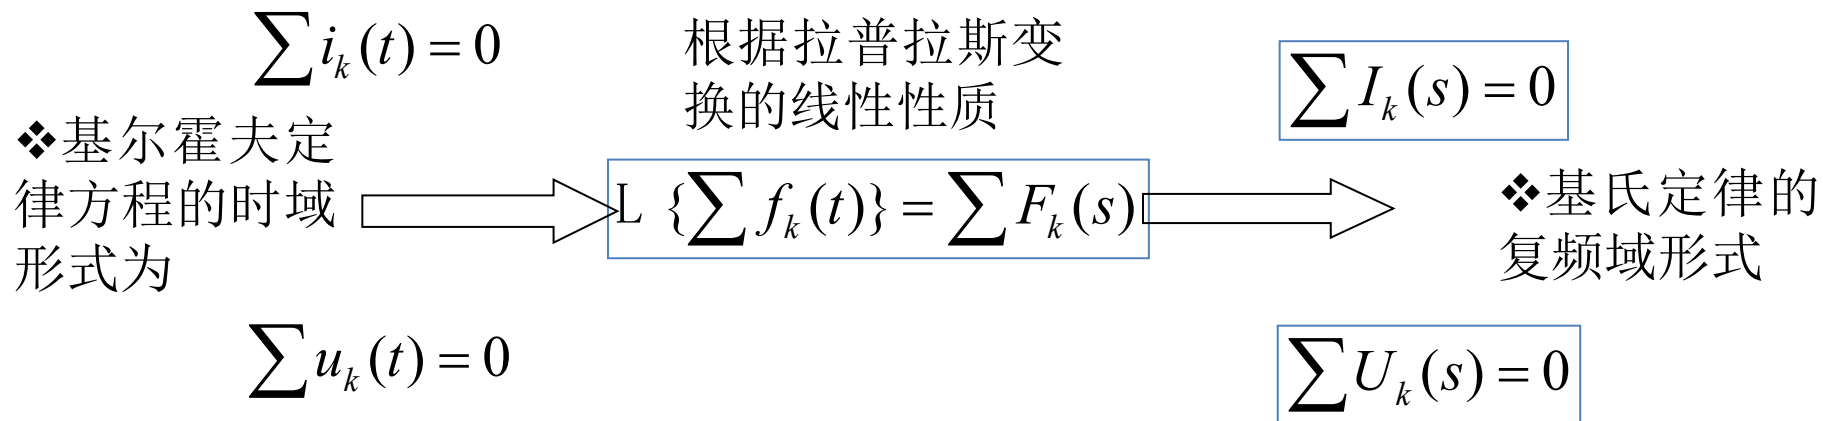 ∑ i_k(t) = 0
❖基尔霍夫定
律方程的时域
形式为
∑ u_k(t) = 0
根据拉普拉斯变
换的线性性质
L {∑ f_k(t)} = ∑ F_k(s)
∑ I_k(s) = 0
❖基氏定律的
复频域形式
∑ U_k(s) = 0